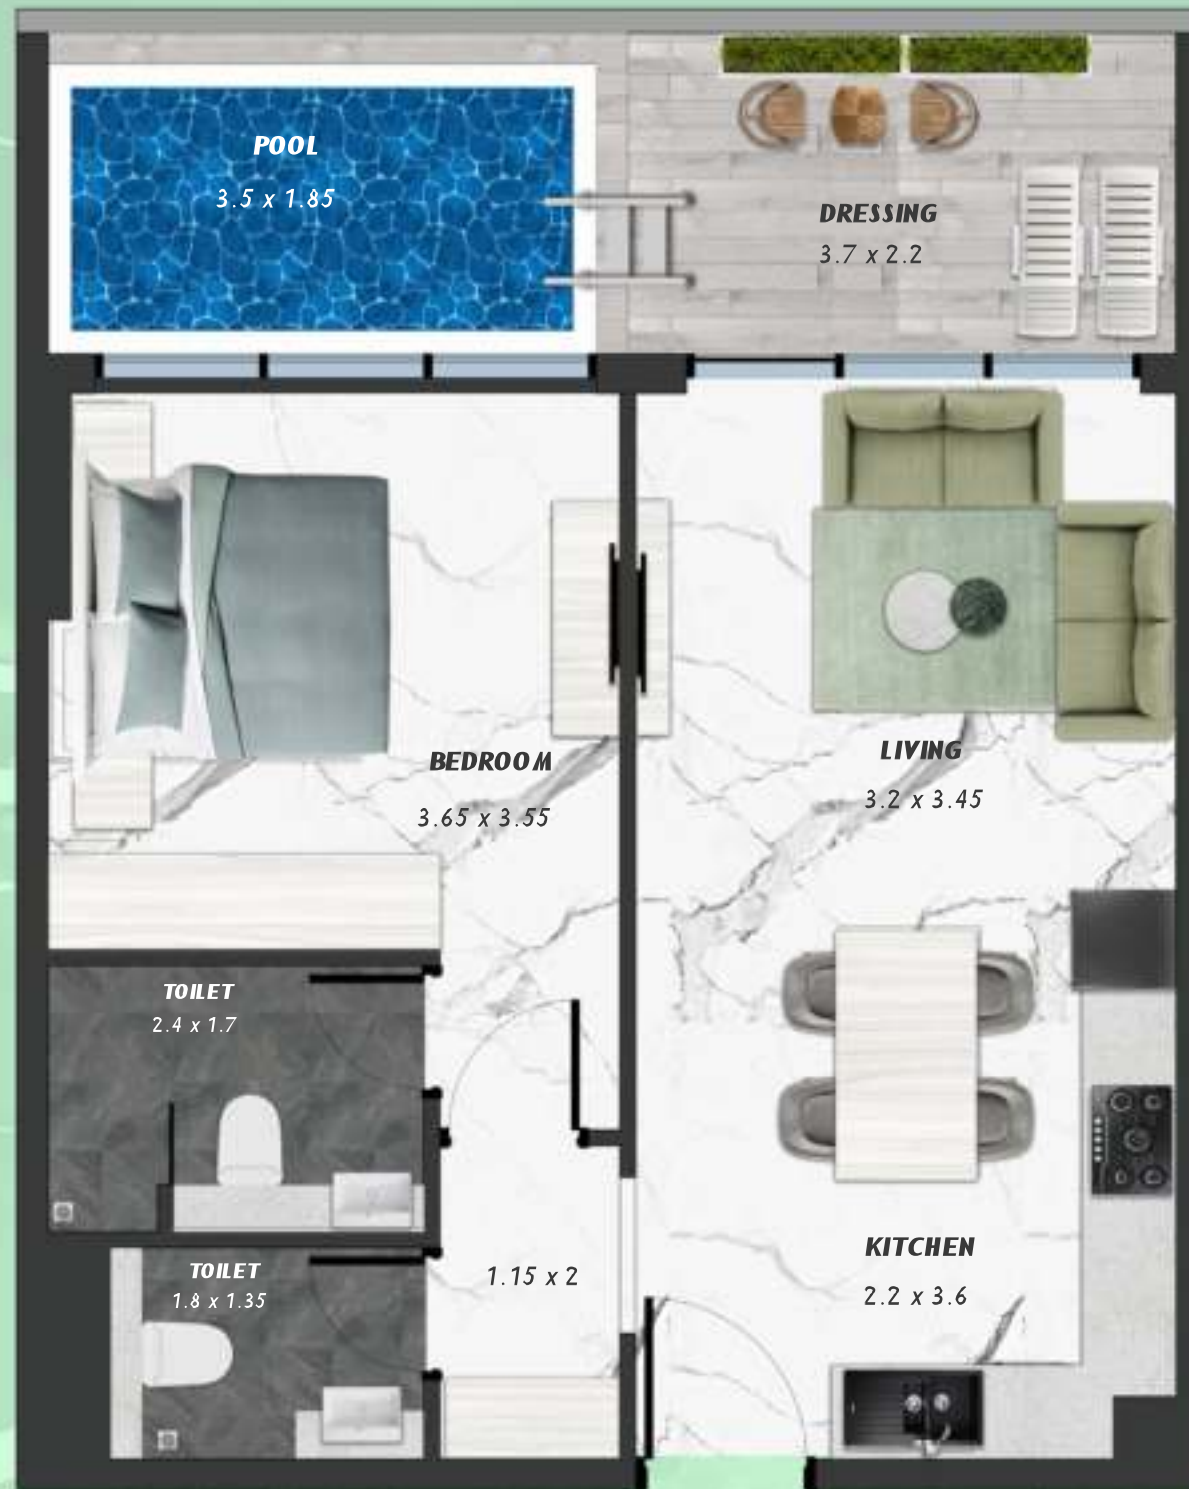 POOL
3.5 x 1.85
DRESSING
3.7 x 2.2
BEDROOM
3.65 x 3.55
LIVING
3.2 x 3.45
TOILET
2.4 x 1.7
TOILET
1.8 x 1.35
1.15 x 2
KITCHEN
2.2 x 3.6